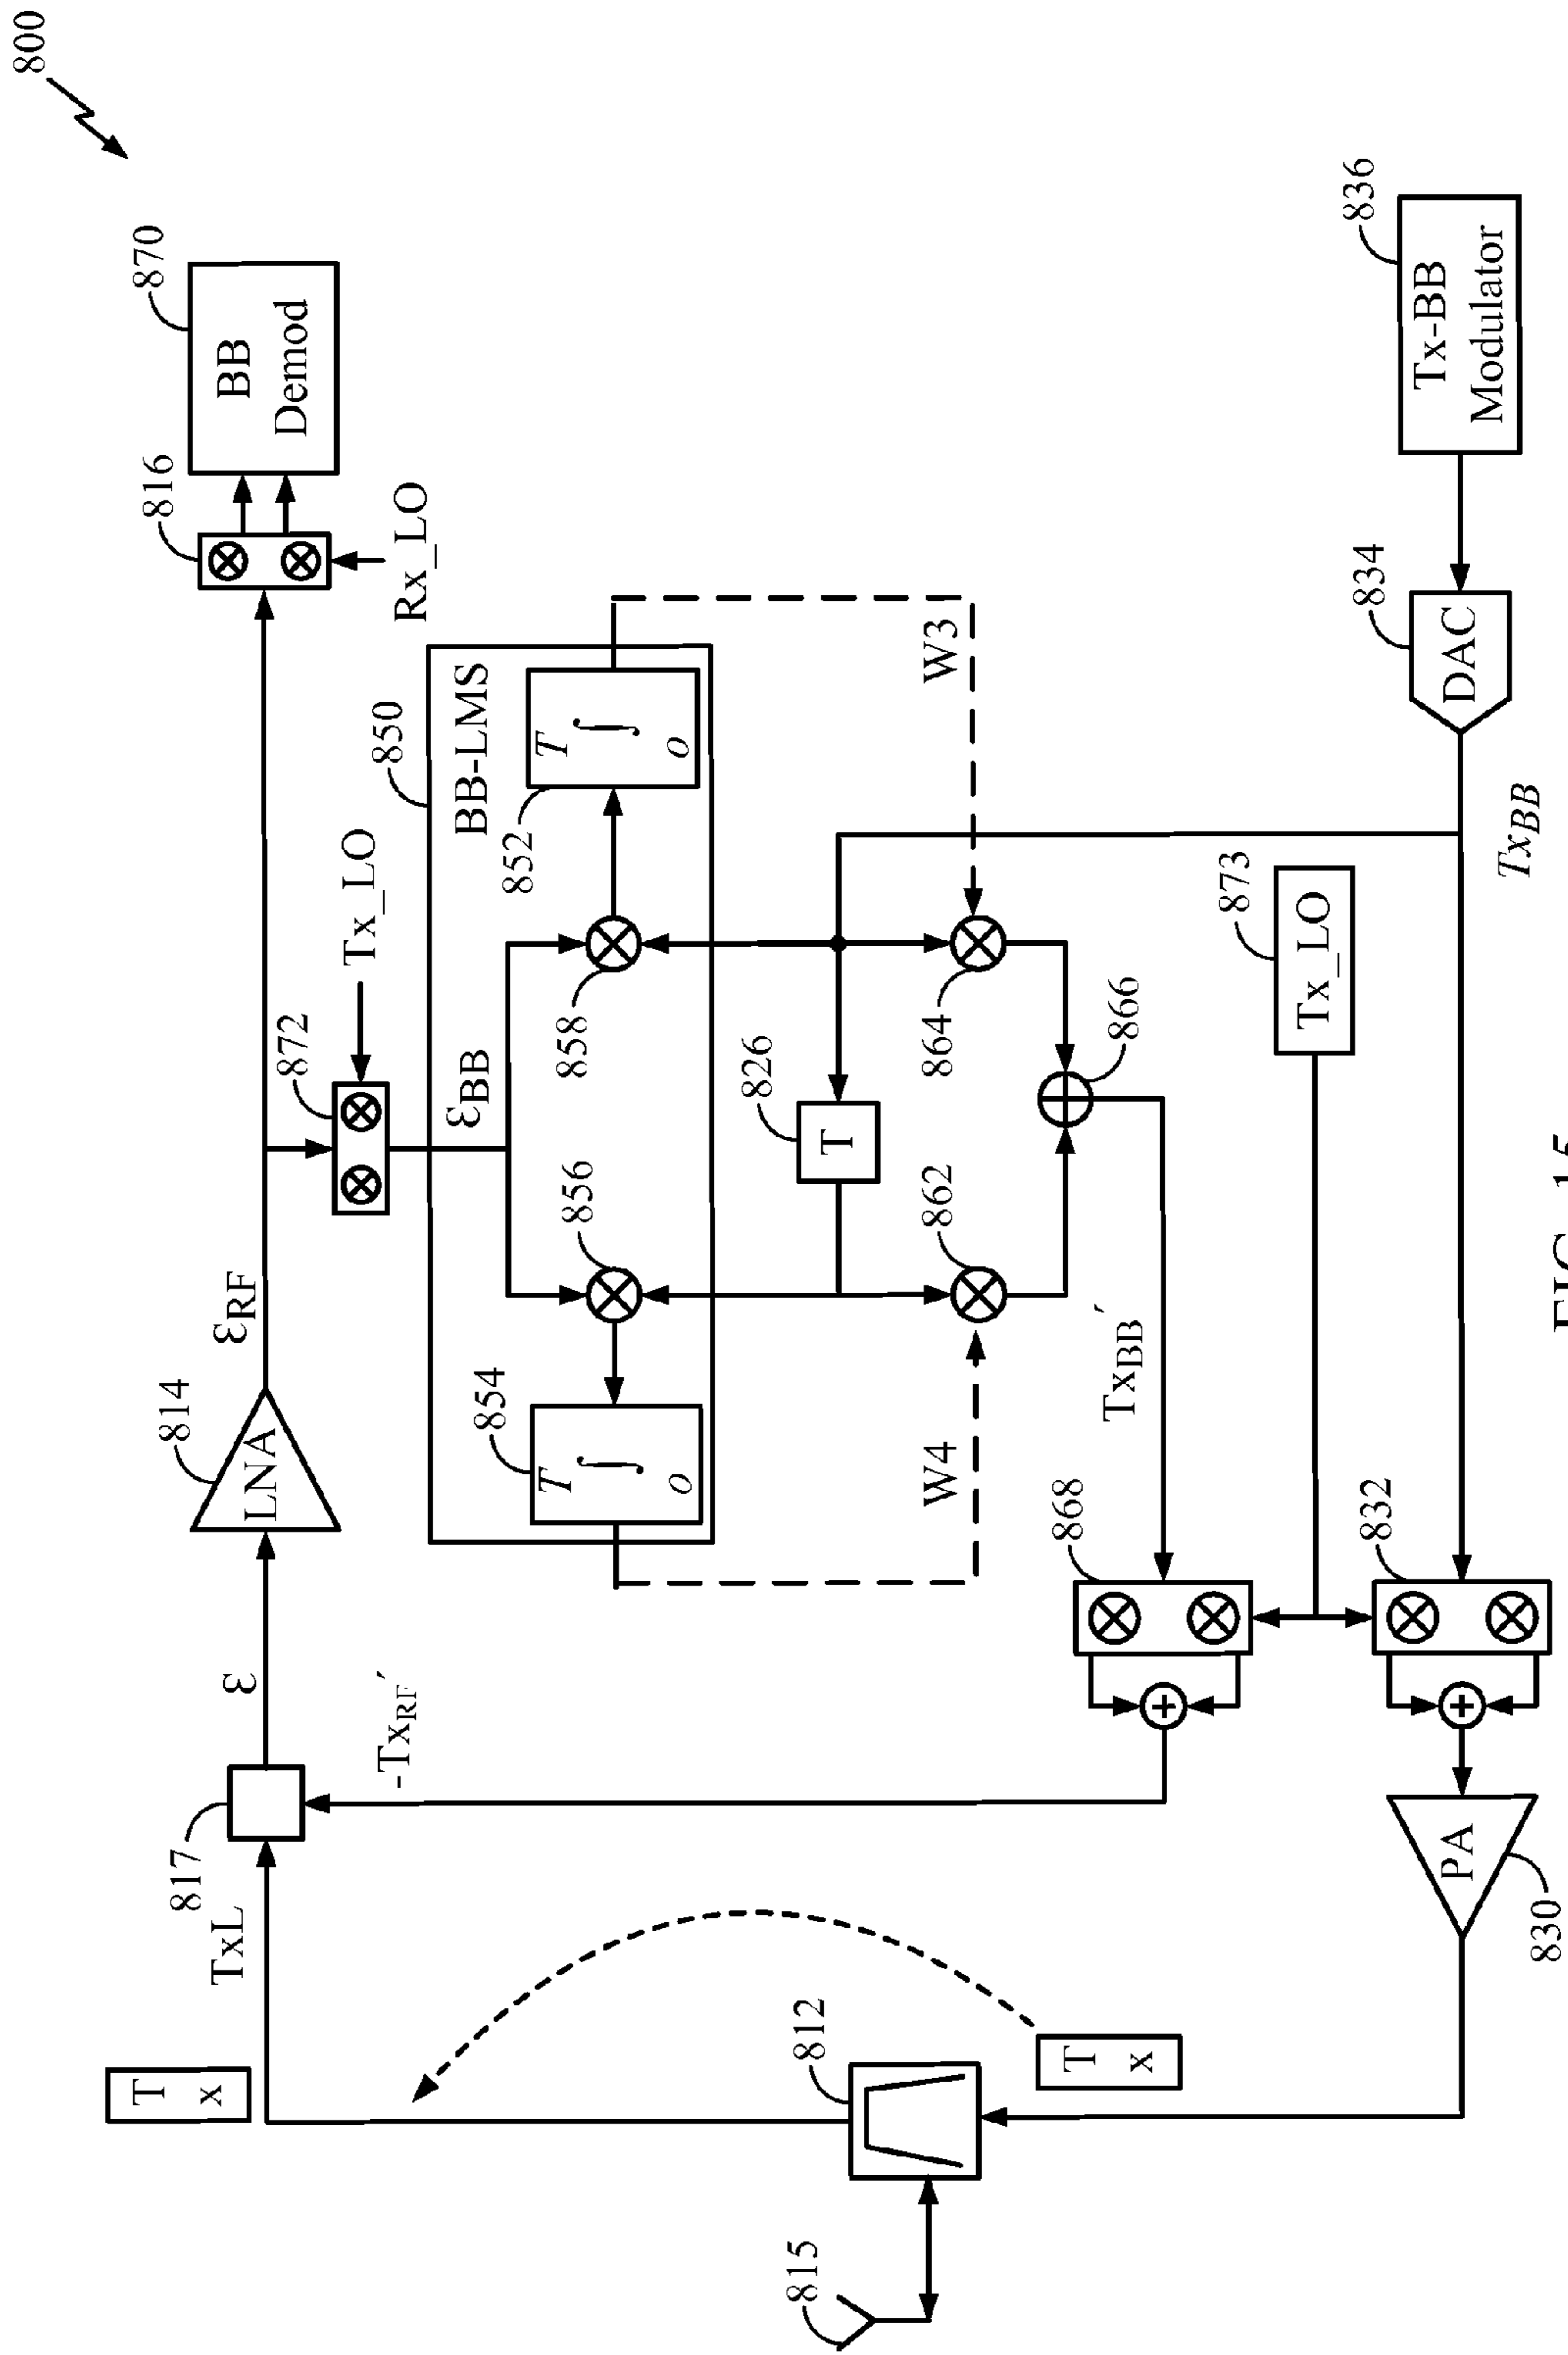 800
T
x
TxL
817
ε
814
LNA
εRF
816
870
BB
Demod
Rx_LO
872
Tx_LO
-TxRF′
850
BB-LMS
εBB
854
T
∫
o
856
858
852
T
∫
o
W4
W3
826
T
862
864
866
815
812
T
x
TxBB′
868
873
Tx_LO
830
PA
832
TxBB
834
DAC
836
Tx-BB
Modulator
FIG. 15